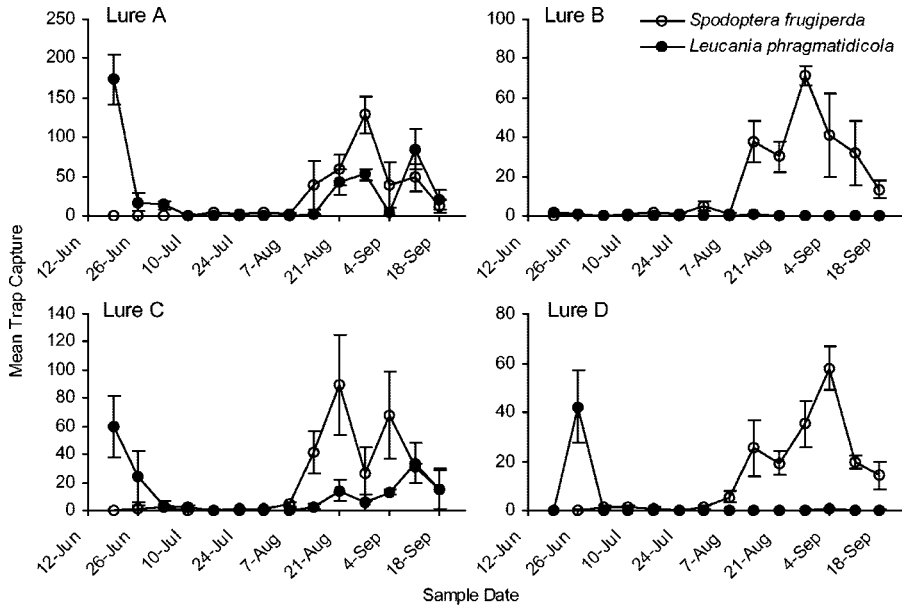 Lure A
250
200
150
100
50
0
12-Jun
26-Jun
10-Jul
24-Jul
7-Aug
21-Aug
4-Sep
18-Sep
Lure B
Spodoptera frugiperda
Leucania phragmatidicola
100
80
60
40
20
0
12-Jun
26-Jun
10-Jul
24-Jul
7-Aug
21-Aug
4-Sep
18-Sep
Mean Trap Capture
Lure C
140
120
100
80
60
40
20
0
12-Jun
26-Jun
10-Jul
24-Jul
7-Aug
21-Aug
4-Sep
18-Sep
Lure D
80
60
40
20
0
12-Jun
26-Jun
10-Jul
24-Jul
7-Aug
21-Aug
4-Sep
18-Sep
Sample Date